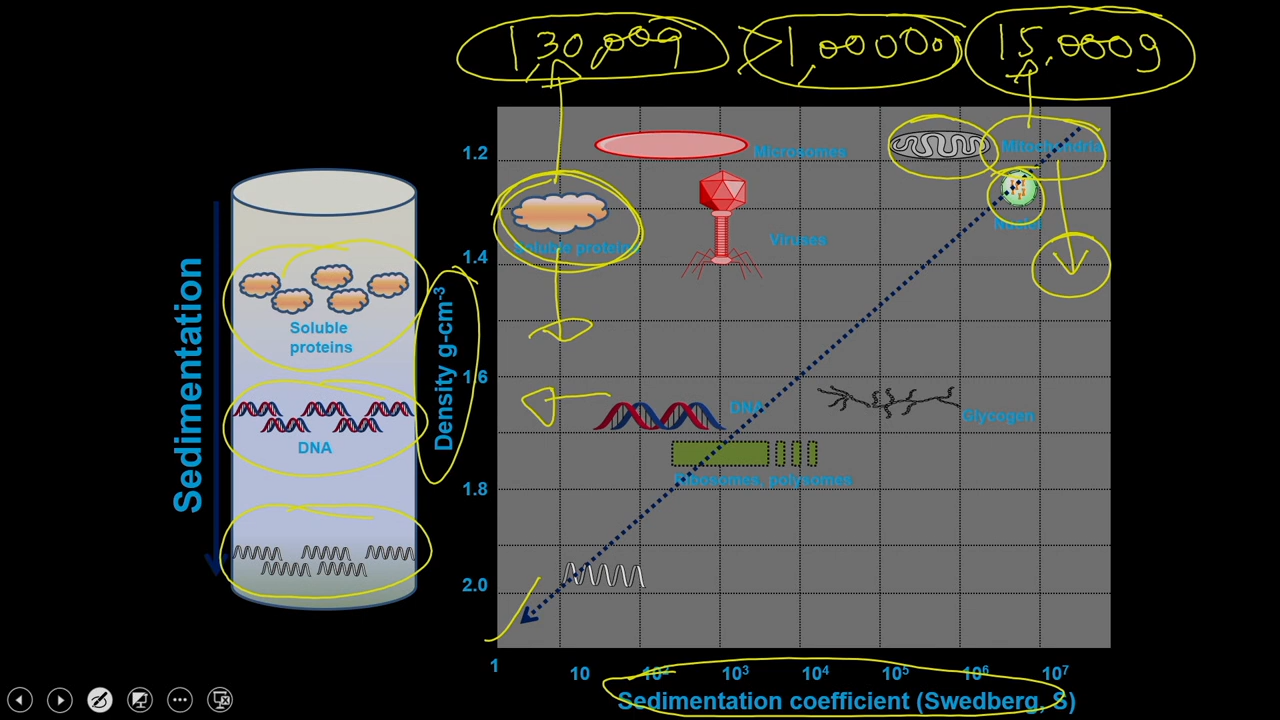 130,00g >1,00000 15,000g
1.2
1.4
1.6
1.8
2.0
Microsomes
Mitochondria
Soluble proteins
Nuclei
Viruses
DNA
Glycogen
Ribosomes, polysomes
Density g-cm-3
Sedimentation
Soluble
proteins
DNA
1 10 10² 10³ 10⁴ 10⁵ 10⁶ 10⁷
Sedimentation coefficient (Swedberg, S)